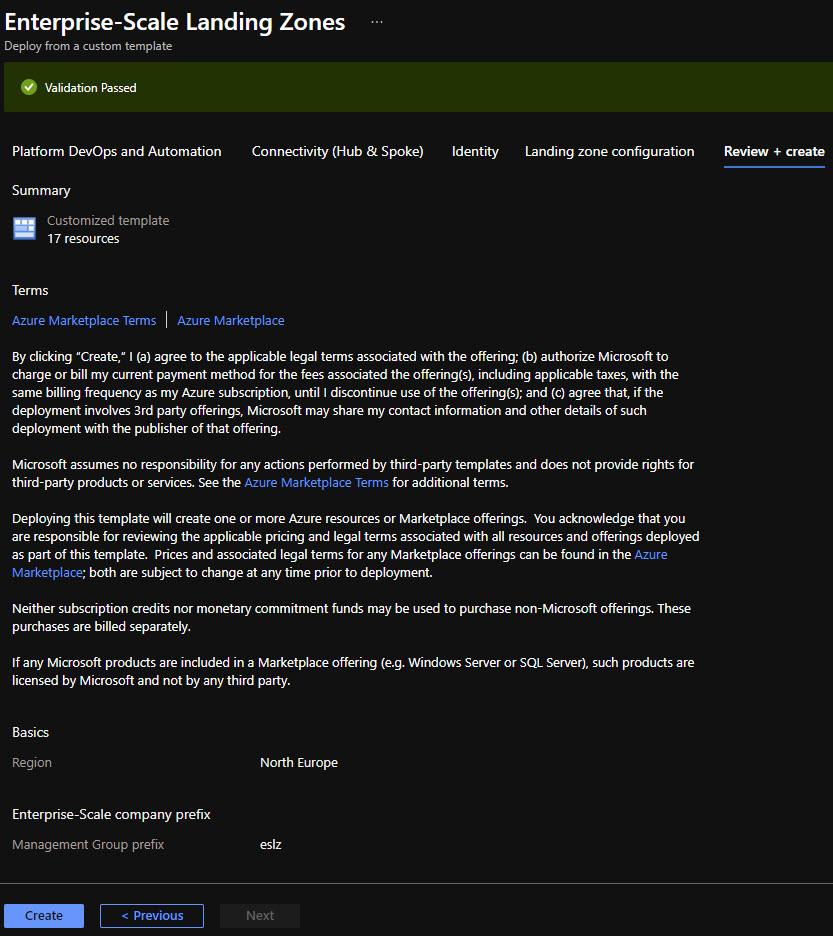 Enterprise-Scale Landing Zones ...
Deploy from a custom template
Validation Passed
Platform DevOps and Automation Connectivity (Hub & Spoke) Identity Landing zone configuration Review + create
Summary
Customized template
17 resources
Terms
Azure Marketplace Terms | Azure Marketplace
By clicking “Create,” I (a) agree to the applicable legal terms associated with the offering; (b) authorize Microsoft to
charge or bill my current payment method for the fees associated the offering(s), including applicable taxes, with the
same billing frequency as my Azure subscription, until I discontinue use of the offering(s); and (c) agree that, if the
deployment involves 3rd party offerings, Microsoft may share my contact information and other details of such
deployment with the publisher of that offering.
Microsoft assumes no responsibility for any actions performed by third-party templates and does not provide rights for
third-party products or services. See the Azure Marketplace Terms for additional terms.
Deploying this template will create one or more Azure resources or Marketplace offerings.  You acknowledge that you
are responsible for reviewing the applicable pricing and legal terms associated with all resources and offerings deployed
as part of this template.  Prices and associated legal terms for any Marketplace offerings can be found in the Azure
Marketplace; both are subject to change at any time prior to deployment.
Neither subscription credits nor monetary commitment funds may be used to purchase non-Microsoft offerings. These
purchases are billed separately.
If any Microsoft products are included in a Marketplace offering (e.g. Windows Server or SQL Server), such products are
licensed by Microsoft and not by any third party.
Basics
Region North Europe
Enterprise-Scale company prefix
Management Group prefix eslz
Create < Previous Next